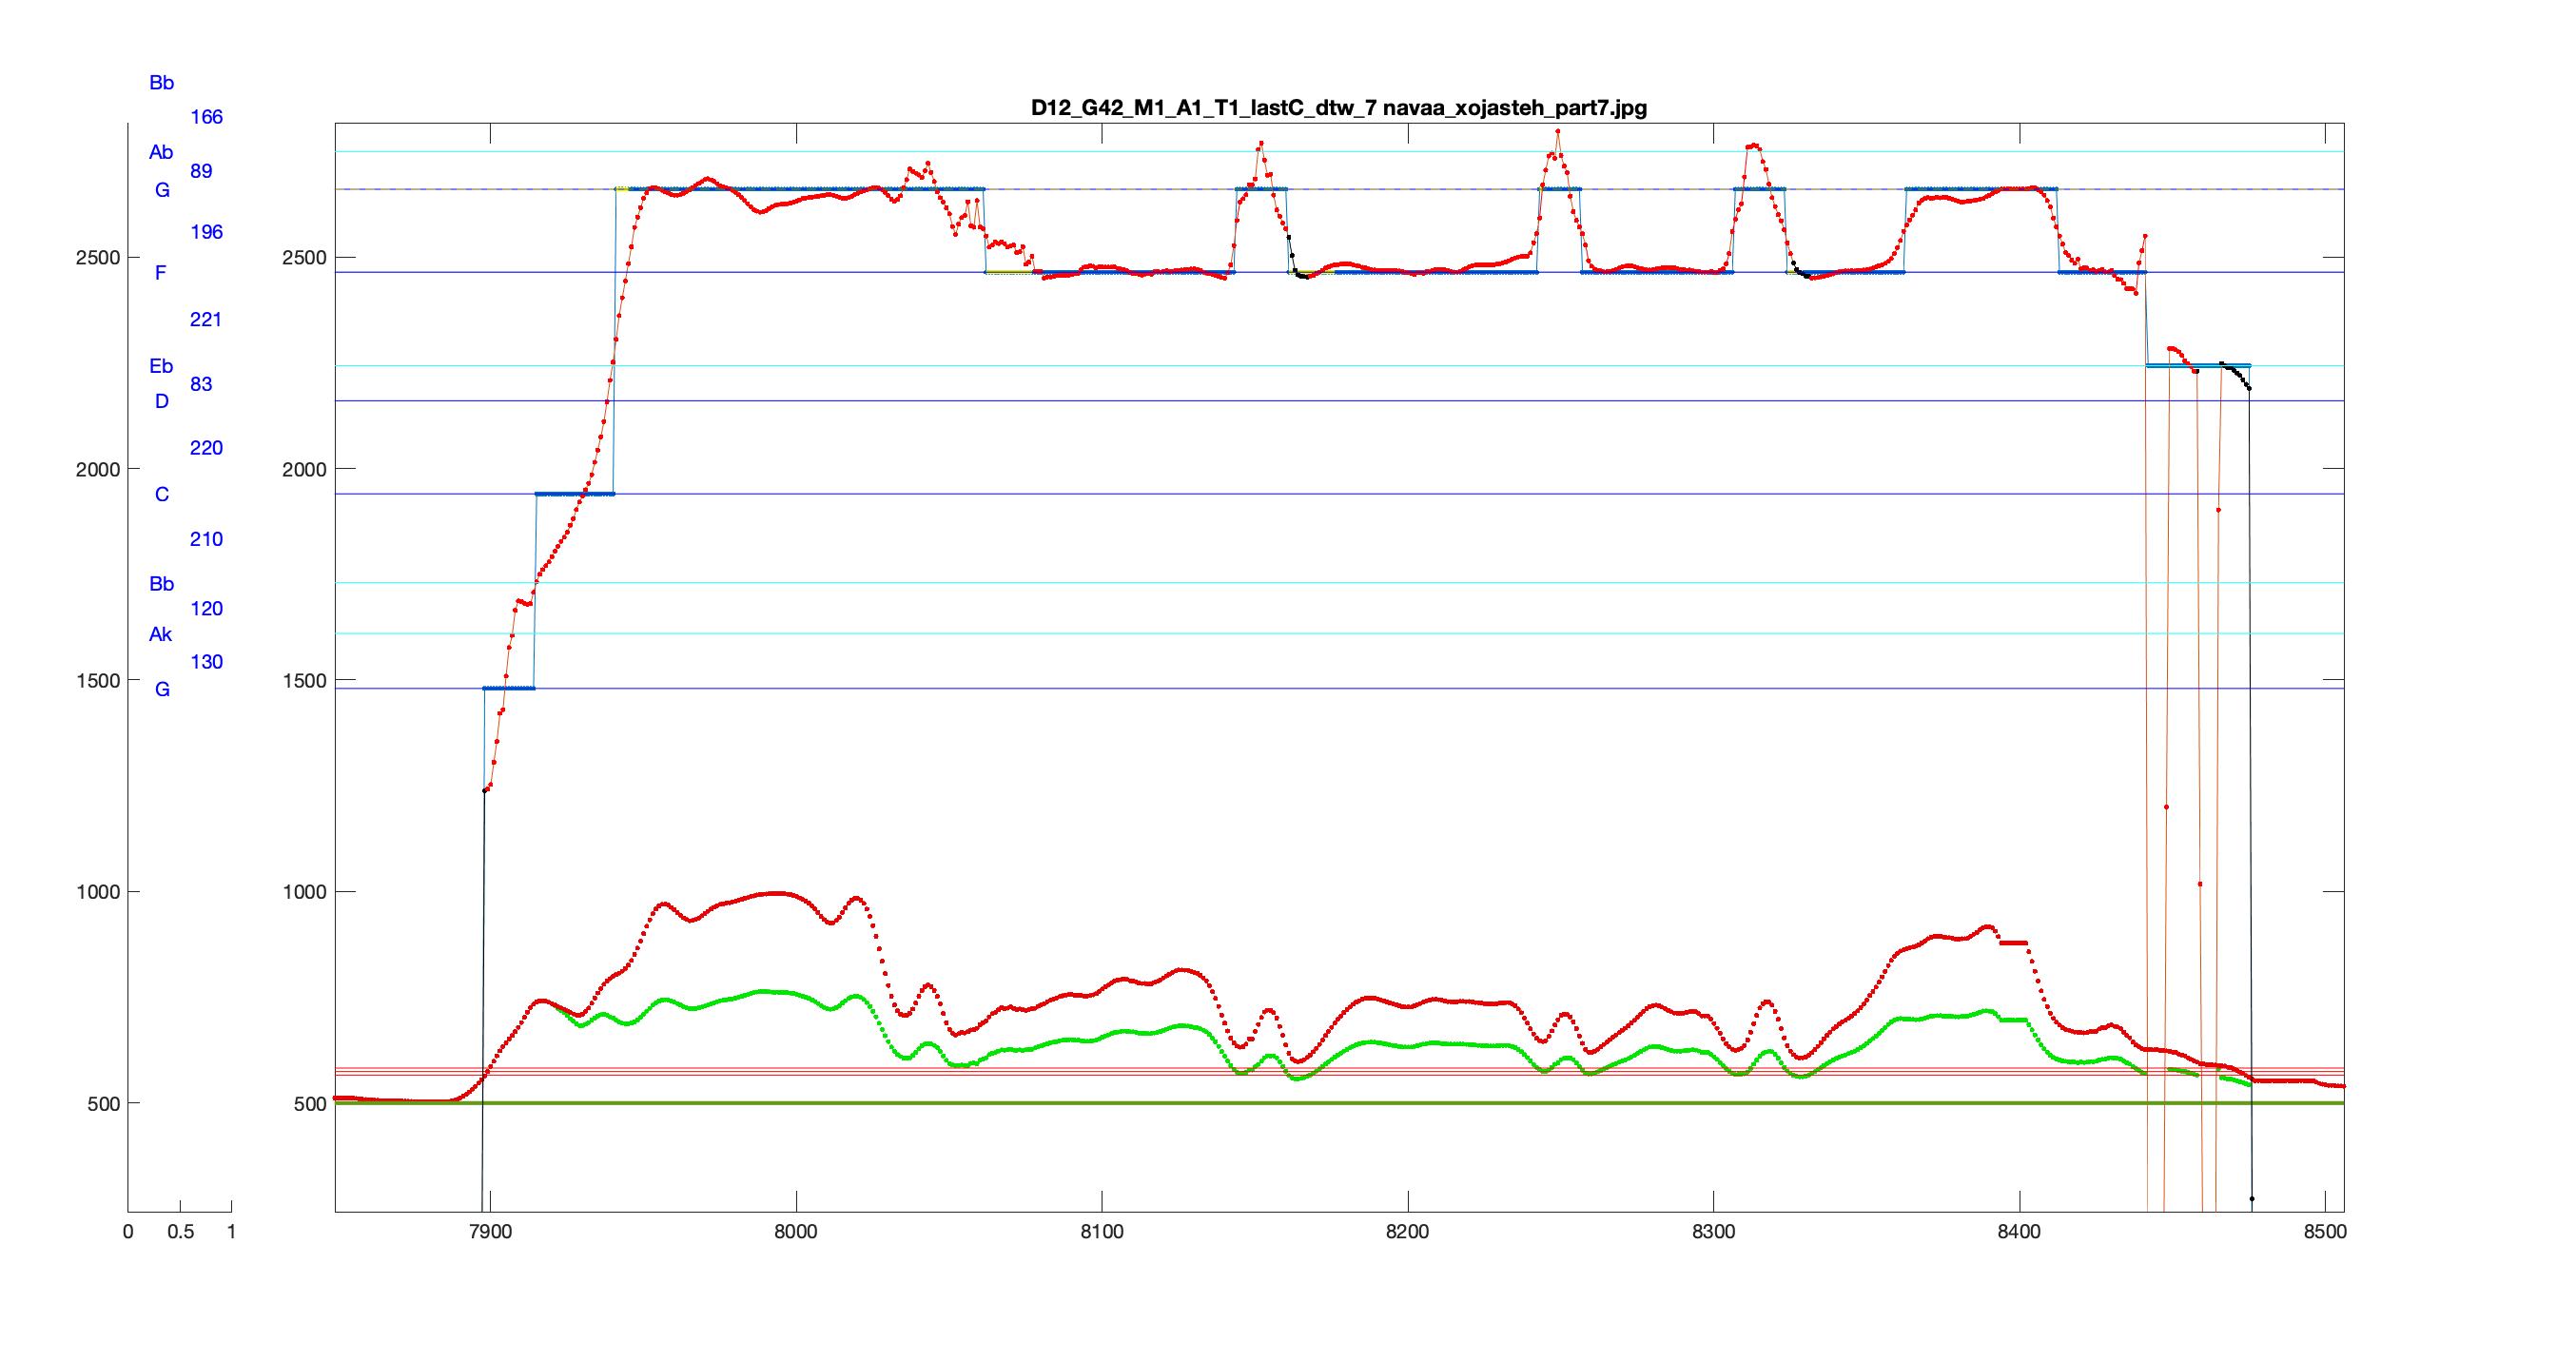 D12_G42_M1_A1_T1_lastC_dtw_7 navaa_xojasteh_part7.jpg
Bb
166
Ab
89
G
196
2500 F 2500
221
Eb
83
D
220
2000 2000
C
210
Bb
120
Ak
130
1500 G 1500
1000 1000
500 500
0 0.5 1 7900 8000 8100 8200 8300 8400 8500